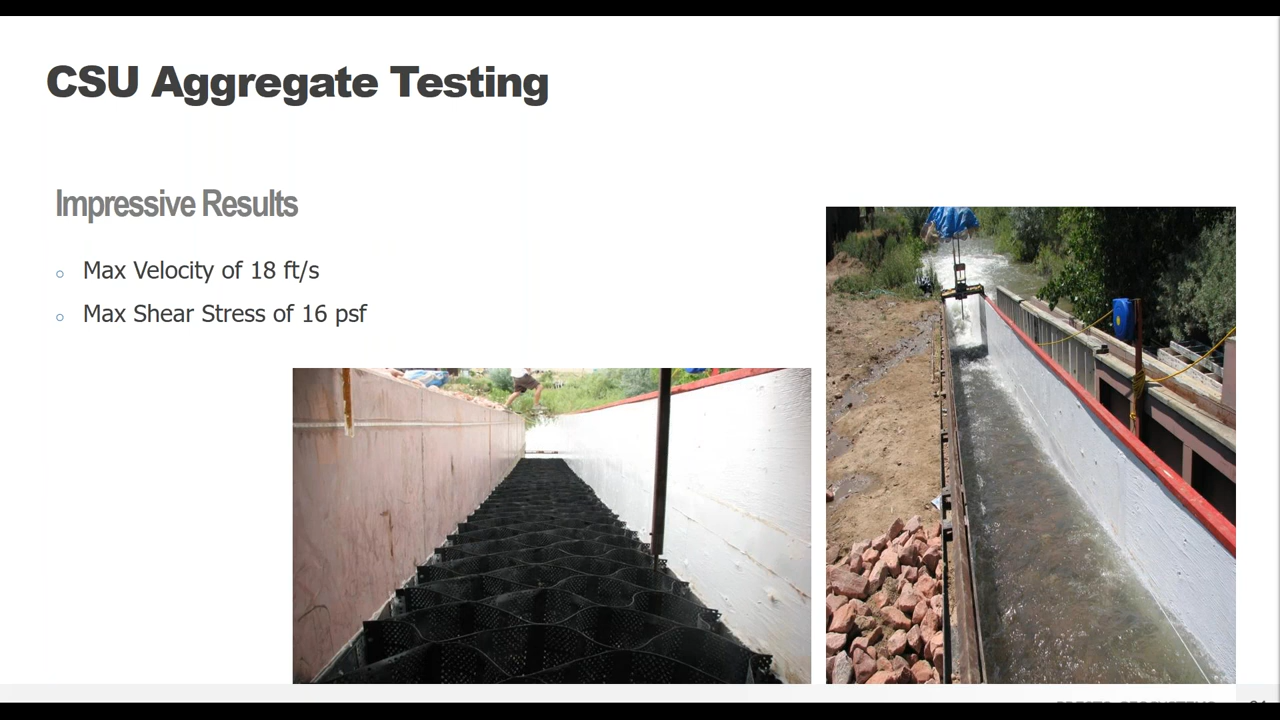 CSU Aggregate Testing
Impressive Results
Max Velocity of 18 ft/s
Max Shear Stress of 16 psf